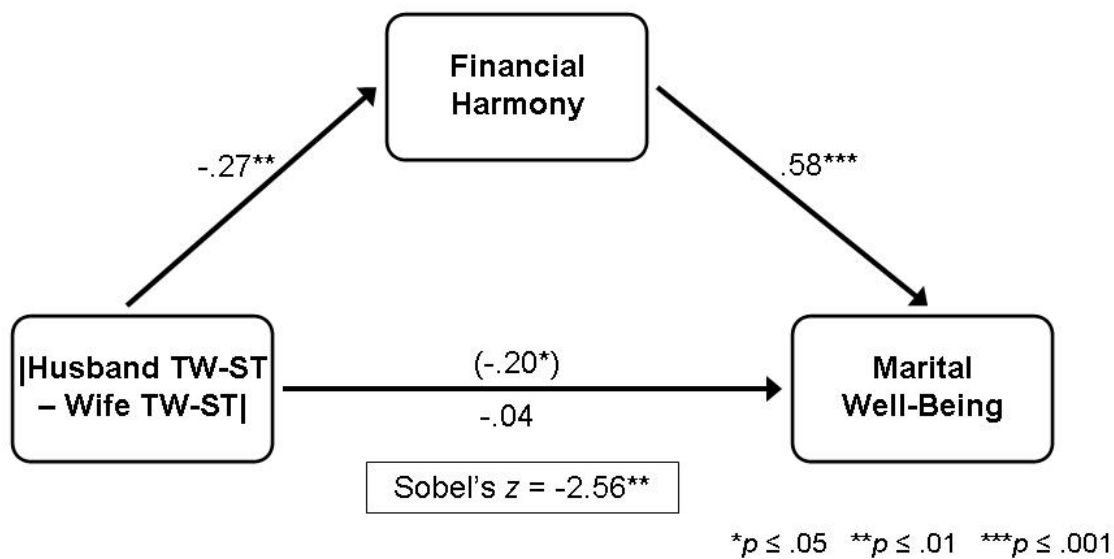 Financial
Harmony
-.27**
.58***
|Husband TW-ST
– Wife TW-ST|
(-.20*)
-.04
Marital
Well-Being
Sobel's z = -2.56**
*p ≤ .05 **p ≤ .01 ***p ≤ .001